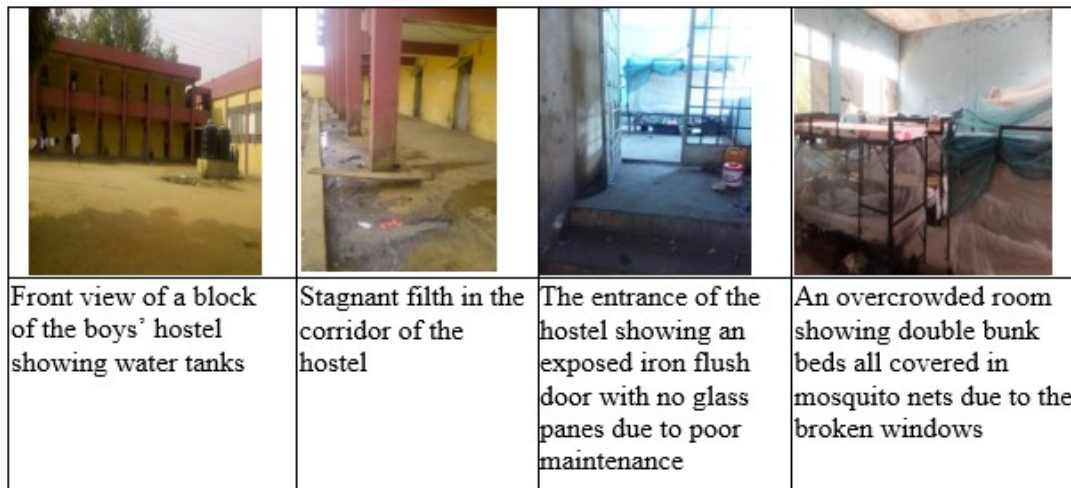 Front view of a block
of the boys’ hostel
showing water tanks
Stagnant filth in the
corridor of the
hostel
The entrance of the
hostel showing an
exposed iron flush
door with no glass
panes due to poor
maintenance
An overcrowded room
showing double bunk
beds all covered in
mosquito nets due to the
broken windows